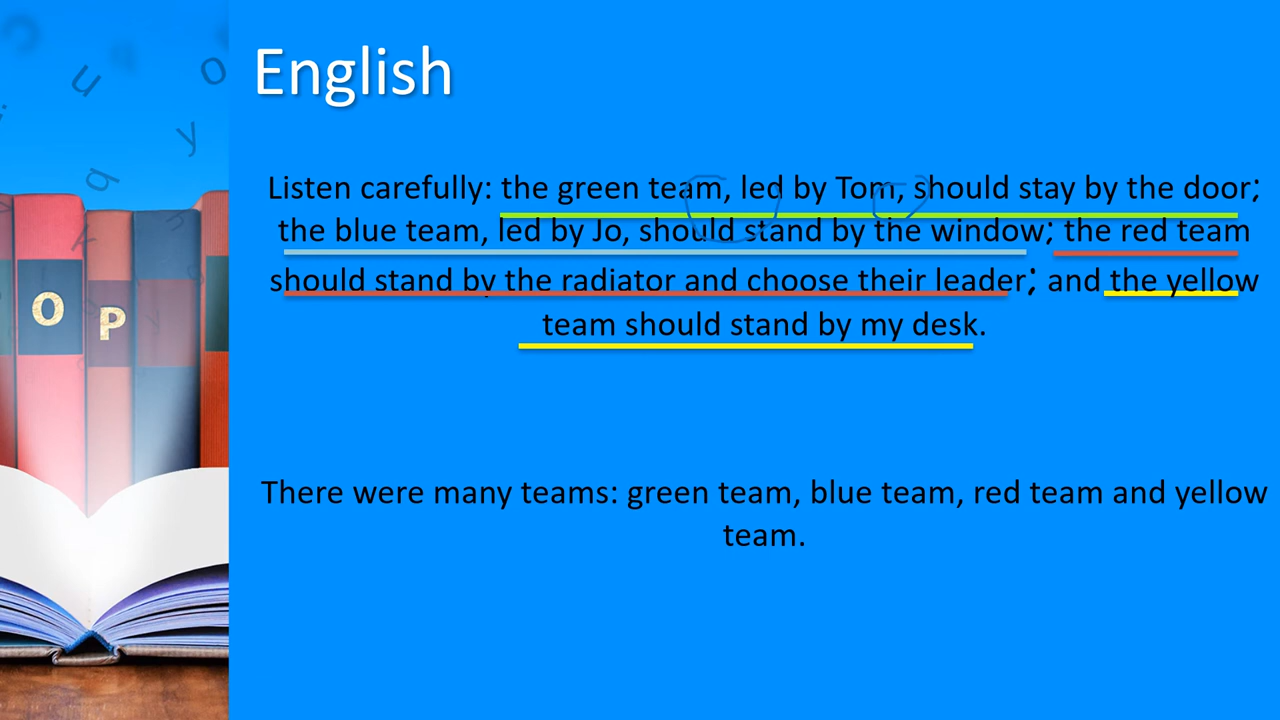 English
Listen carefully: the green team, led by Tom, should stay by the door;
the blue team, led by Jo, should stand by the window; the red team
should stand by the radiator and choose their leader; and the yellow
team should stand by my desk.
There were many teams: green team, blue team, red team and yellow
team.
u
o
y
q
k
O
P